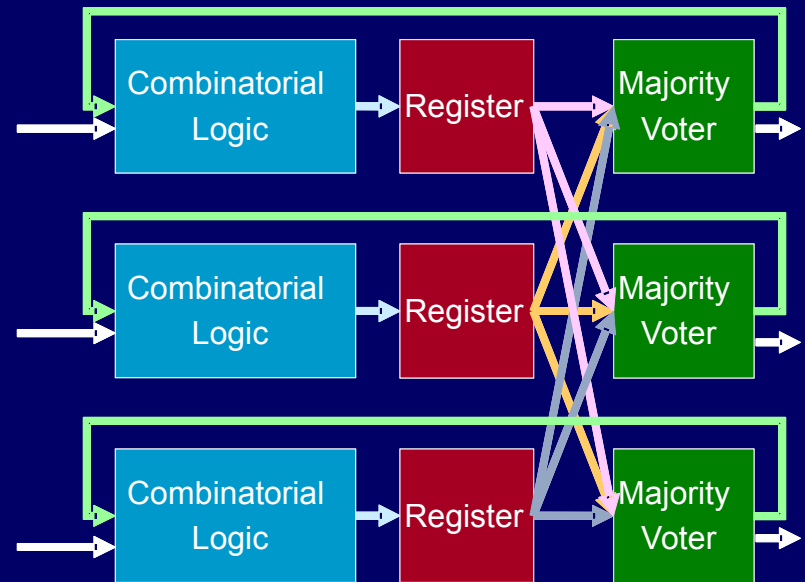 Combinatorial
Logic
Register
Majority
Voter
Combinatorial
Logic
Register
Majority
Voter
Combinatorial
Logic
Register
Majority
Voter